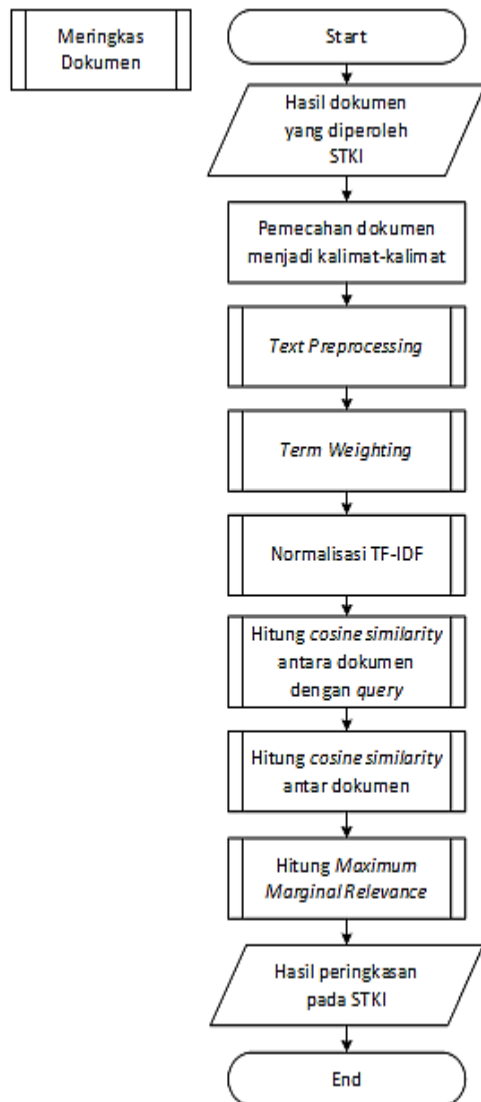 Meringkas
Dokumen
Start
Hasil dokumen
yang diperoleh
STKI
Pemecahan dokumen
menjadi kalimat-kalimat
Text Preprocessing
Term Weighting
Normalisasi TF-IDF
Hitung cosine similarity
antara dokumen
dengan query
Hitung cosine similarity
antar dokumen
Hitung Maximum
Marginal Relevance
Hasil peringkasan
pada STKI
End